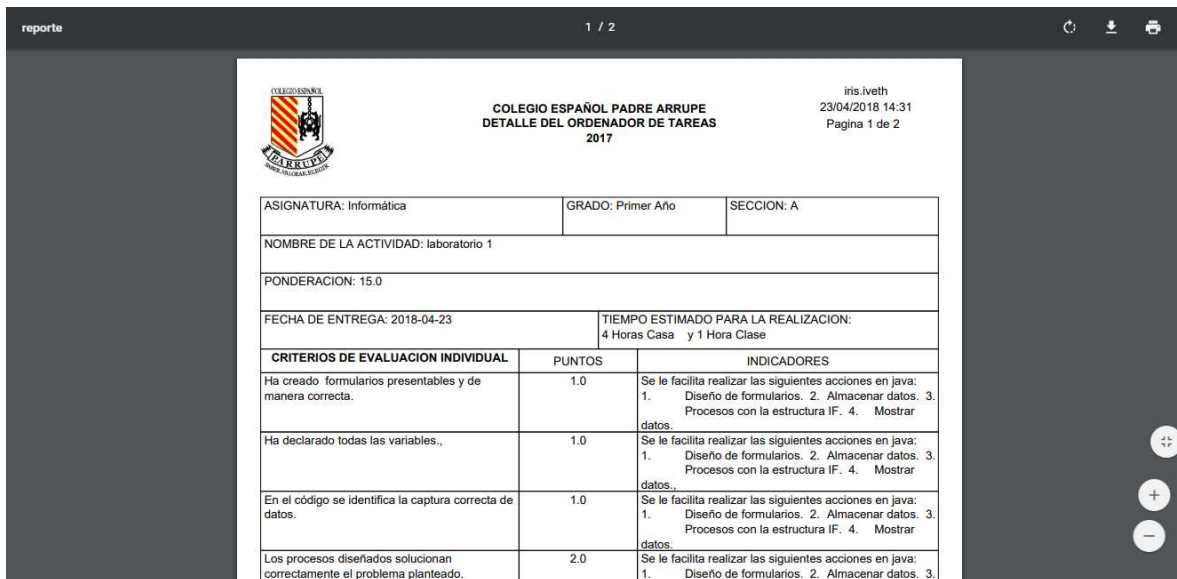 reporte
1 / 2
COLEGIO ESPAÑOL
P.ARRUPE
SABER, VALORAR, ELEGIR
COLEGIO ESPAÑOL PADRE ARRUPE
DETALLE DEL ORDENADOR DE TAREAS
2017
iris.iveth
23/04/2018 14:31
Pagina 1 de 2
ASIGNATURA: Informática
GRADO: Primer Año
SECCION: A
NOMBRE DE LA ACTIVIDAD: laboratorio 1
PONDERACION: 15.0
FECHA DE ENTREGA: 2018-04-23
TIEMPO ESTIMADO PARA LA REALIZACION:
4 Horas Casa y 1 Hora Clase
CRITERIOS DE EVALUACION INDIVIDUAL
PUNTOS
INDICADORES
Ha creado formularios presentables y de
manera correcta.
1.0
Se le facilita realizar las siguientes acciones en java:
1. Diseño de formularios. 2. Almacenar datos. 3.
Procesos con la estructura IF. 4. Mostrar
datos.
Ha declarado todas las variables.,
1.0
Se le facilita realizar las siguientes acciones en java:
1. Diseño de formularios. 2. Almacenar datos. 3.
Procesos con la estructura IF. 4. Mostrar
datos.,
En el código se identifica la captura correcta de
datos.
1.0
Se le facilita realizar las siguientes acciones en java:
1. Diseño de formularios. 2. Almacenar datos. 3.
Procesos con la estructura IF. 4. Mostrar
datos.
Los procesos diseñados solucionan
correctamente el problema planteado.
2.0
Se le facilita realizar las siguientes acciones en java:
1. Diseño de formularios. 2. Almacenar datos. 3.